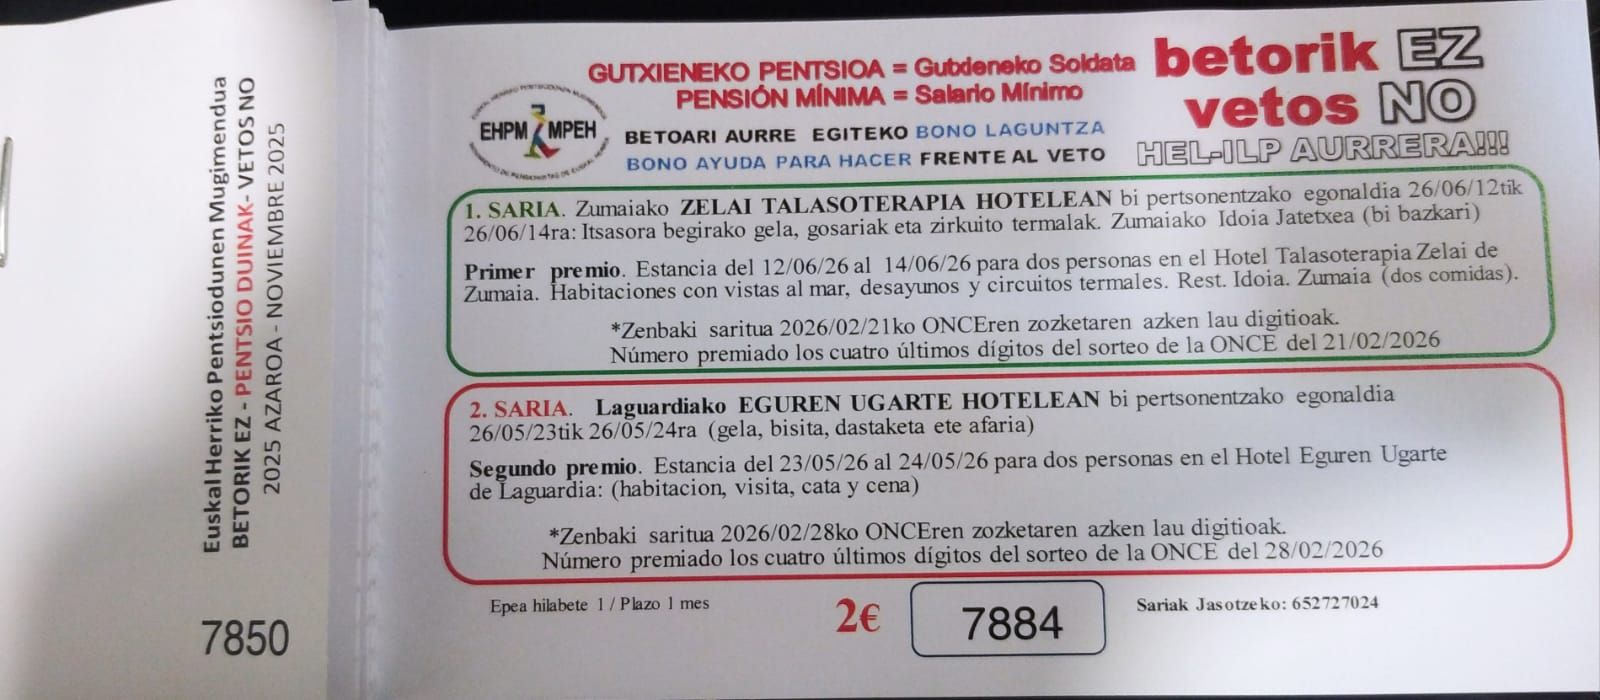 Euskal Herriko Pentsiodunen Mugimendua
BETORIK EZ - PENTSIO DUINAK- VETOS NO
2025 AZAROA - NOVIEMBRE 2025
7850
GUTXIENEKO PENTSIOA = Gutxieneko Soldata
PENSIÓN MÍNIMA = Salario Mínimo
betorik EZ
vetos NO
HEL-ILP AURRERA!!!
EHPM MPEH
BETOARI AURRE EGITEKO BONO LAGUNTZA
BONO AYUDA PARA HACER FRENTE AL VETO
1. SARIA. Zumaiako ZELAI TALASOTERAPIA HOTELEAN bi pertsonentzako egonaldia 26/06/12tik
26/06/14ra: Itsasora begirako gela, gosariak eta zirkuito termalak. Zumaiako Idoia Jatetxea (bi bazkari)
Primer premio. Estancia del 12/06/26 al 14/06/26 para dos personas en el Hotel Talasoterapia Zelai de
Zumaia. Habitaciones con vistas al mar, desayunos y circuitos termales. Rest. Idoia. Zumaia (dos comidas).
*Zenbaki saritua 2026/02/21ko ONCEren zozketaren azken lau digitioak.
Número premiado los cuatro últimos dígitos del sorteo de la ONCE del 21/02/2026
2. SARIA. Laguardiako EGUREN UGARTE HOTELEAN bi pertsonentzako egonaldia
26/05/23tik 26/05/24ra (gela, bisita, dastaketa ete afaria)
Segundo premio. Estancia del 23/05/26 al 24/05/26 para dos personas en el Hotel Eguren Ugarte
de Laguardia: (habitacion, visita, cata y cena)
*Zenbaki saritua 2026/02/28ko ONCEren zozketaren azken lau digitioak.
Número premiado los cuatro últimos dígitos del sorteo de la ONCE del 28/02/2026
Epea hilabete 1 / Plazo 1 mes
2€
7884
Sariak Jasotzeko: 652727024